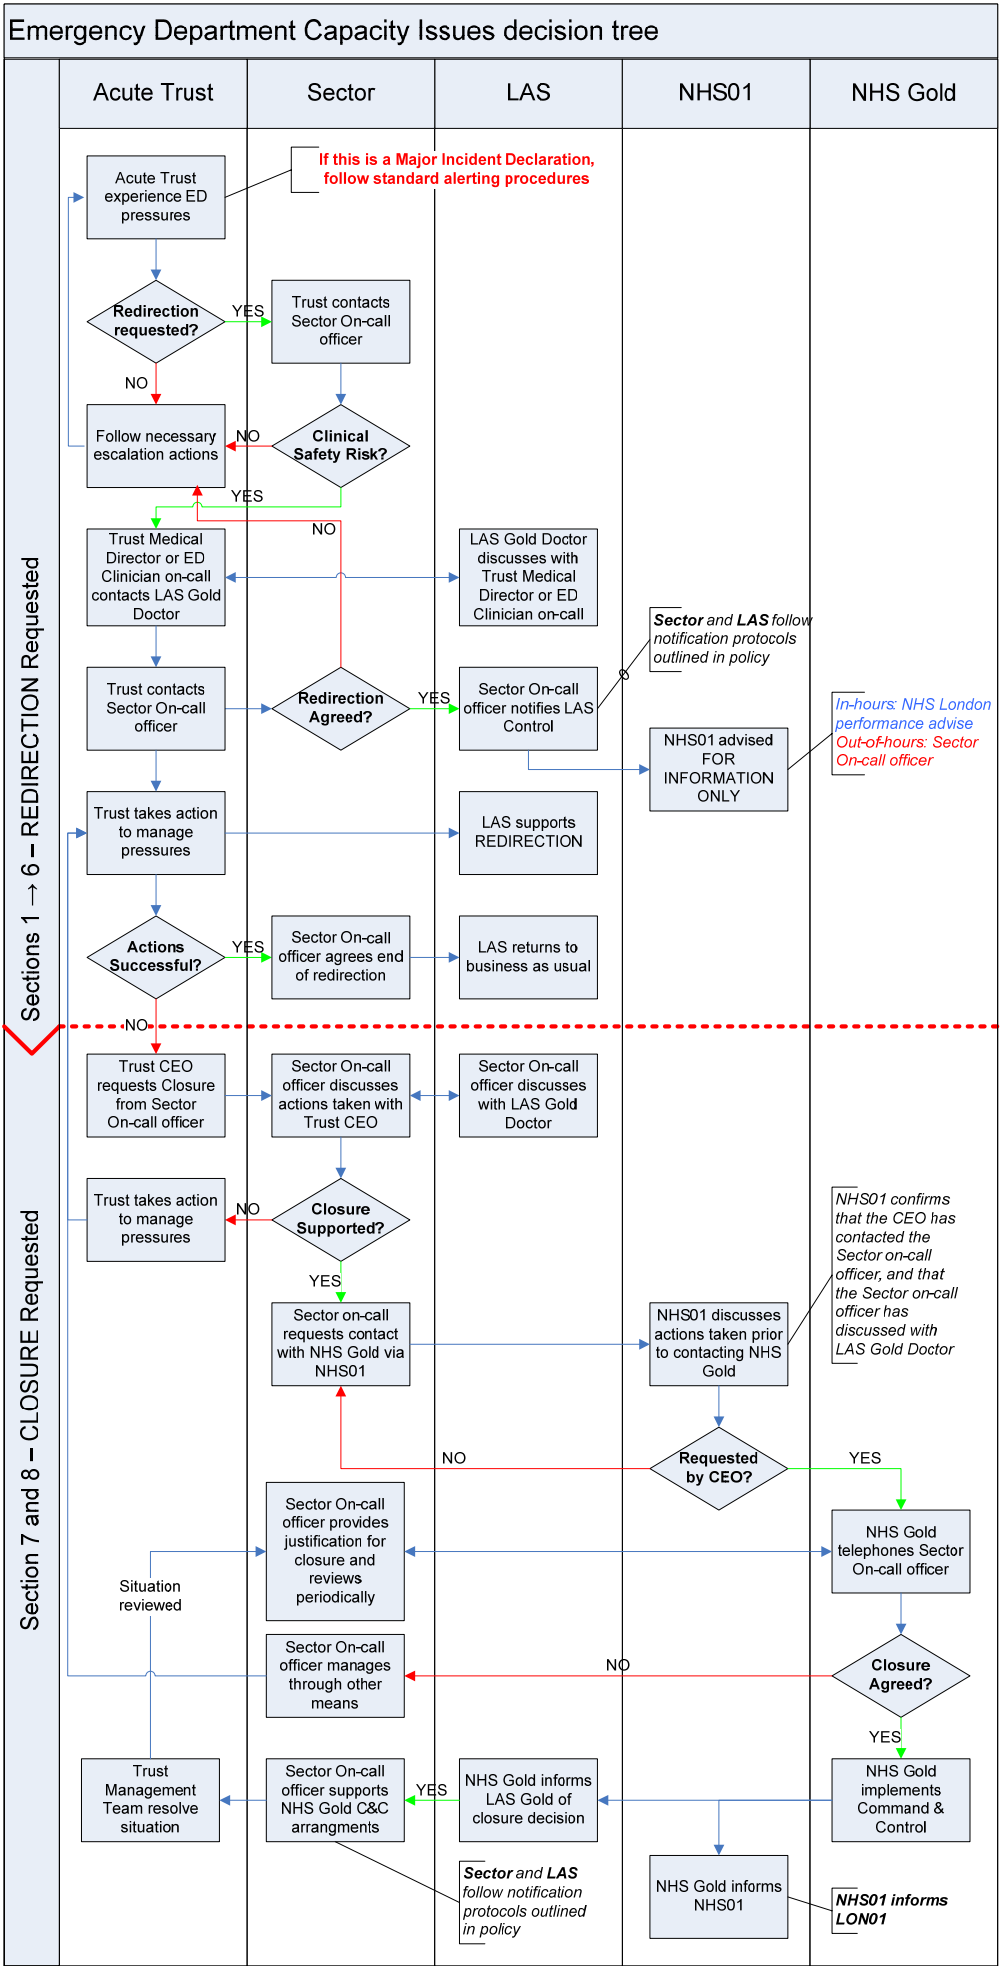 Emergency Department Capacity Issues decision tree
Acute Trust
Sector
LAS
NHS01
NHS Gold
Sections 1 → 6 – REDIRECTION Requested
If this is a Major Incident Declaration,
follow standard alerting procedures
Acute Trust
experience ED
pressures
Redirection
requested?
YES
Trust contacts
Sector On-call
officer
NO
Follow necessary
escalation actions
NO
Clinical
Safety Risk?
YES
NO
Trust Medical
Director or ED
Clinician on-call
contacts LAS Gold
Doctor
LAS Gold Doctor
discusses with
Trust Medical
Director or ED
Clinician on-call
Sector and LAS follow
notification protocols
outlined in policy
Trust contacts
Sector On-call
officer
Redirection
Agreed?
YES
Sector On-call
officer notifies LAS
Control
NHS01 advised
FOR
INFORMATION
ONLY
In-hours: NHS London
performance advise
Out-of-hours: Sector
On-call officer
Trust takes action
to manage
pressures
LAS supports
REDIRECTION
Actions
Successful?
YES
Sector On-call
officer agrees end
of redirection
LAS returns to
business as usual
NO
Section 7 and 8 – CLOSURE Requested
Trust CEO
requests Closure
from Sector
On-call officer
Sector On-call
officer discusses
actions taken with
Trust CEO
Sector On-call
officer discusses
with LAS Gold
Doctor
Trust takes action
to manage
pressures
NO
Closure
Supported?
YES
NHS01 confirms
that the CEO has
contacted the
Sector on-call
officer, and that
the Sector on-call
officer has
discussed with
LAS Gold Doctor
Sector on-call
requests contact
with NHS Gold via
NHS01
NHS01 discusses
actions taken prior
to contacting NHS
Gold
NO
Requested
by CEO?
YES
Sector On-call
officer provides
justification for
closure and
reviews
periodically
NHS Gold
telephones Sector
On-call officer
Situation
reviewed
Sector On-call
officer manages
through other
means
NO
Closure
Agreed?
YES
Trust
Management
Team resolve
situation
Sector On-call
officer supports
NHS Gold C&C
arrangments
YES
NHS Gold informs
LAS Gold of
closure decision
NHS Gold
implements
Command &
Control
Sector and LAS
follow notification
protocols outlined
in policy
NHS Gold informs
NHS01
NHS01 informs
LON01